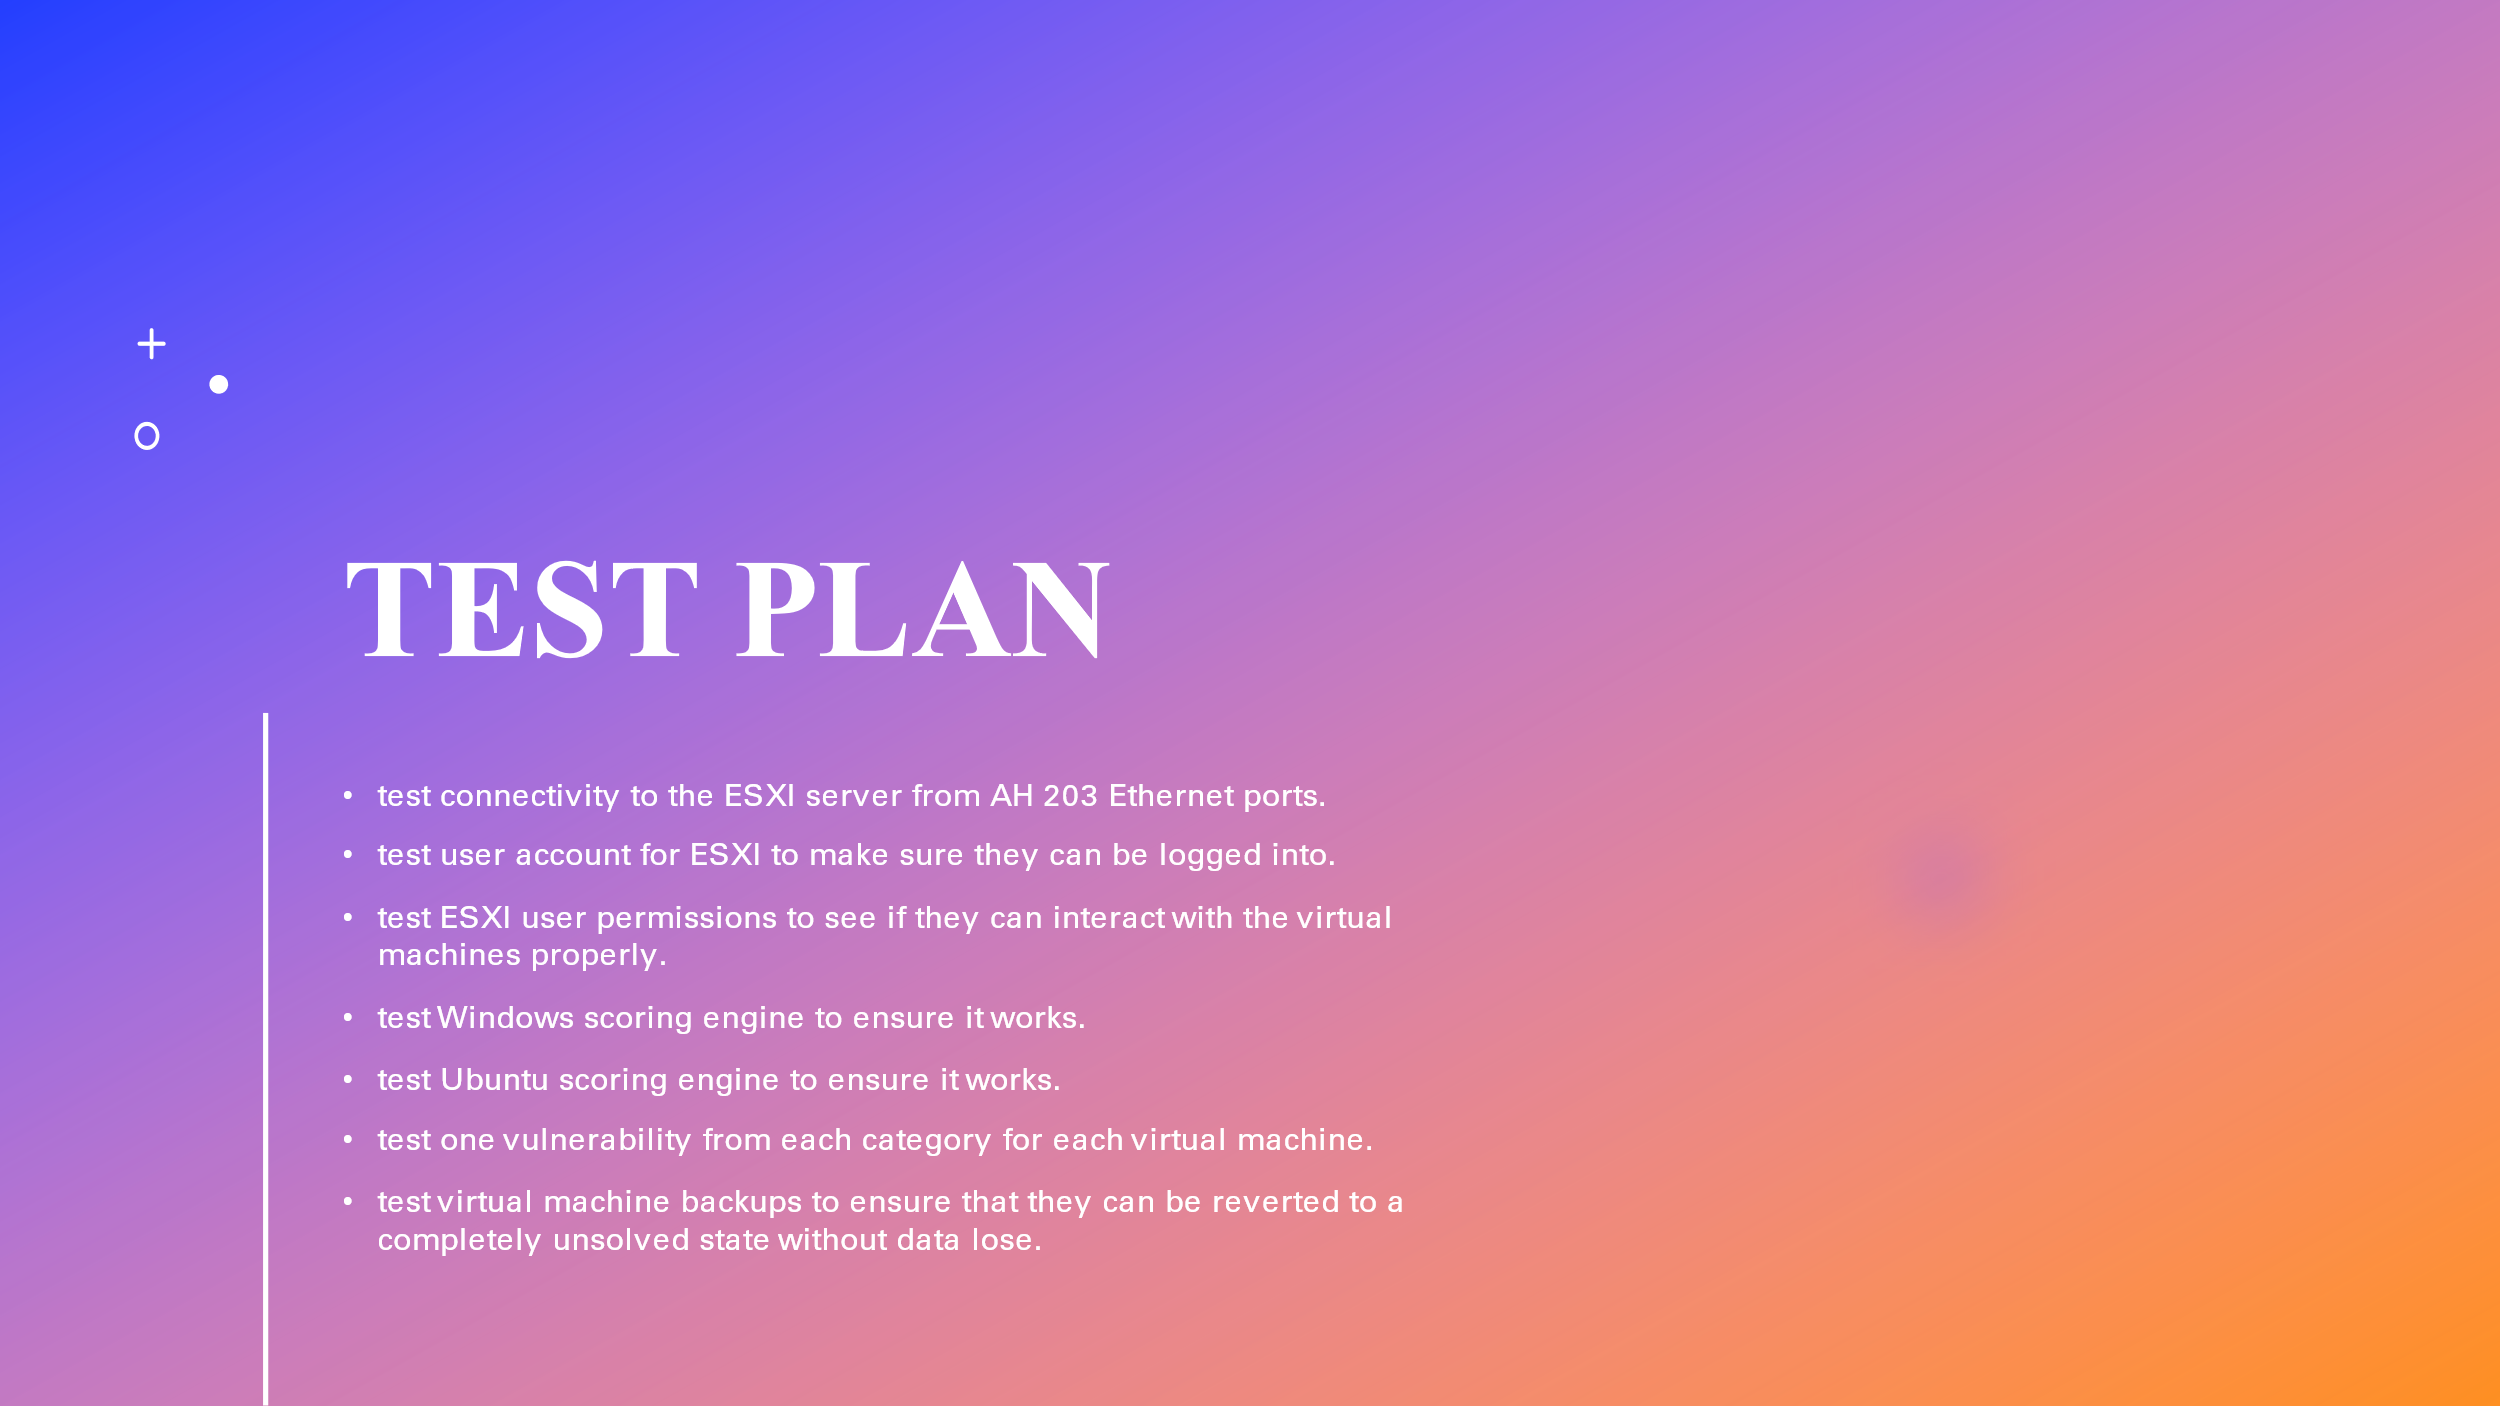 TEST PLAN
• test connectivity to the ESXI server from AH 203 Ethernet ports.
• test user account for ESXI to make sure they can be logged into.
• test ESXI user permissions to see if they can interact with the virtual
machines properly.
• test Windows scoring engine to ensure it works.
• test Ubuntu scoring engine to ensure it works.
• test one vulnerability from each category for each virtual machine.
• test virtual machine backups to ensure that they can be reverted to a
completely unsolved state without data lose.